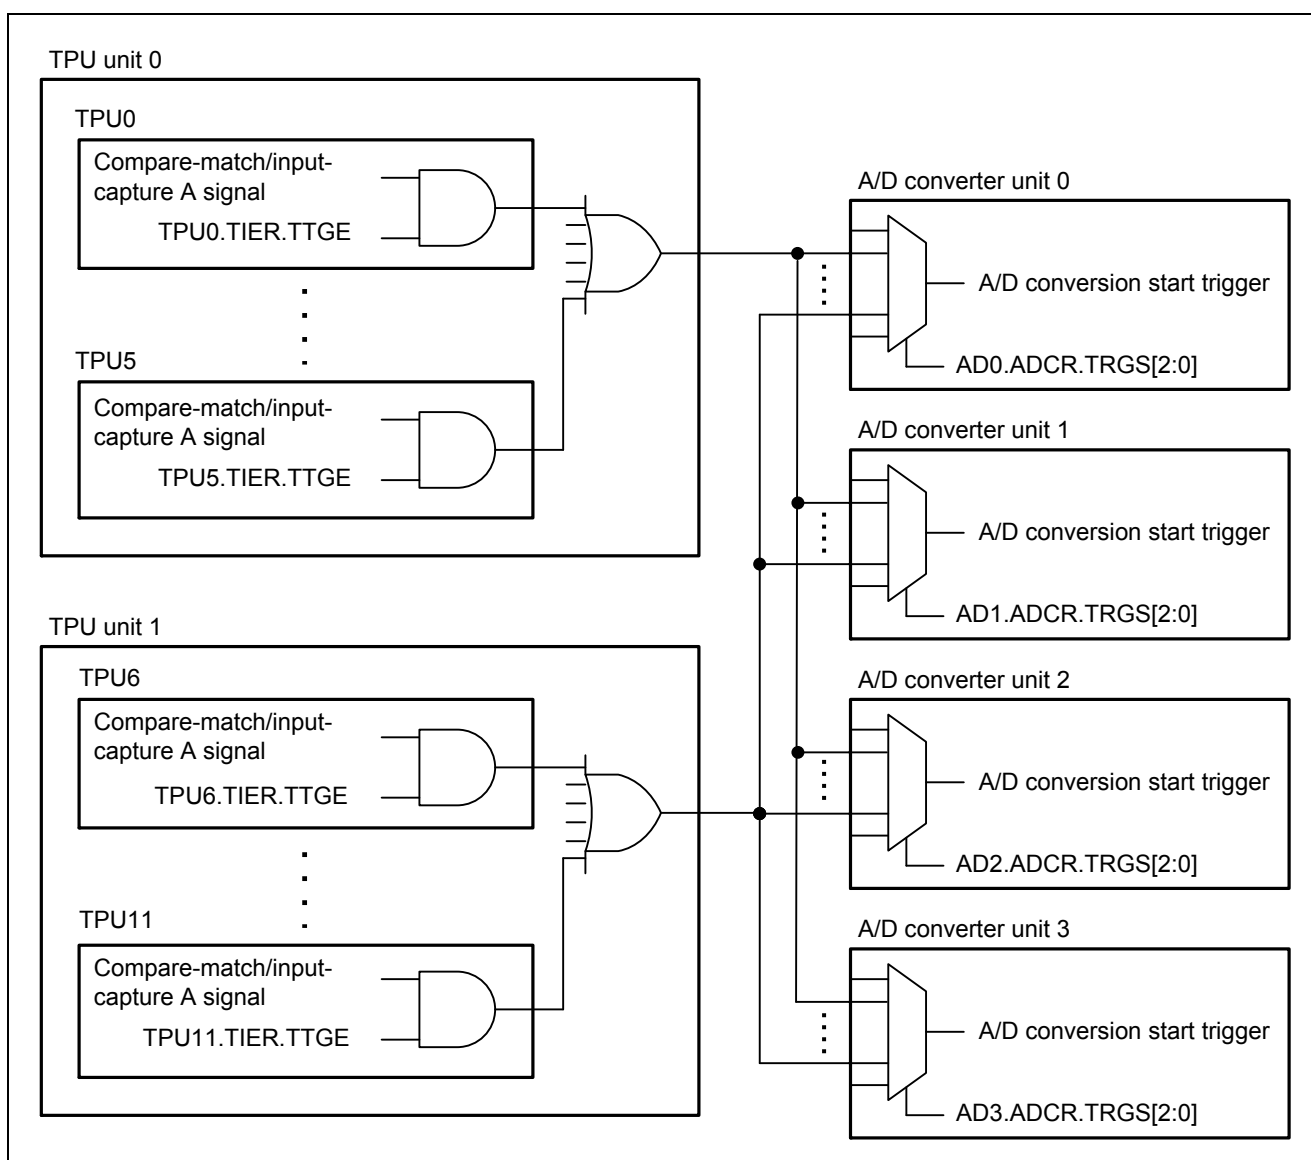 TPU unit 0
TPU0
Compare-match/input-
capture A signal
TPU0.TIER.TTGE
TPU5
Compare-match/input-
capture A signal
TPU5.TIER.TTGE
TPU unit 1
TPU6
Compare-match/input-
capture A signal
TPU6.TIER.TTGE
TPU11
Compare-match/input-
capture A signal
TPU11.TIER.TTGE
A/D converter unit 0
A/D conversion start trigger
AD0.ADCR.TRGS[2:0]
A/D converter unit 1
A/D conversion start trigger
AD1.ADCR.TRGS[2:0]
A/D converter unit 2
A/D conversion start trigger
AD2.ADCR.TRGS[2:0]
A/D converter unit 3
A/D conversion start trigger
AD3.ADCR.TRGS[2:0]